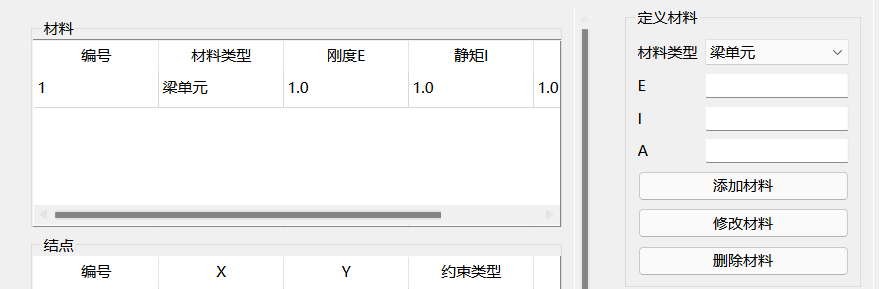 材料
编号 材料类型 刚度E 静矩I
1 梁单元 1.0 1.0 1.0
结点
编号 X Y 约束类型
定义材料
材料类型 梁单元
E
I
A
添加材料
修改材料
删除材料